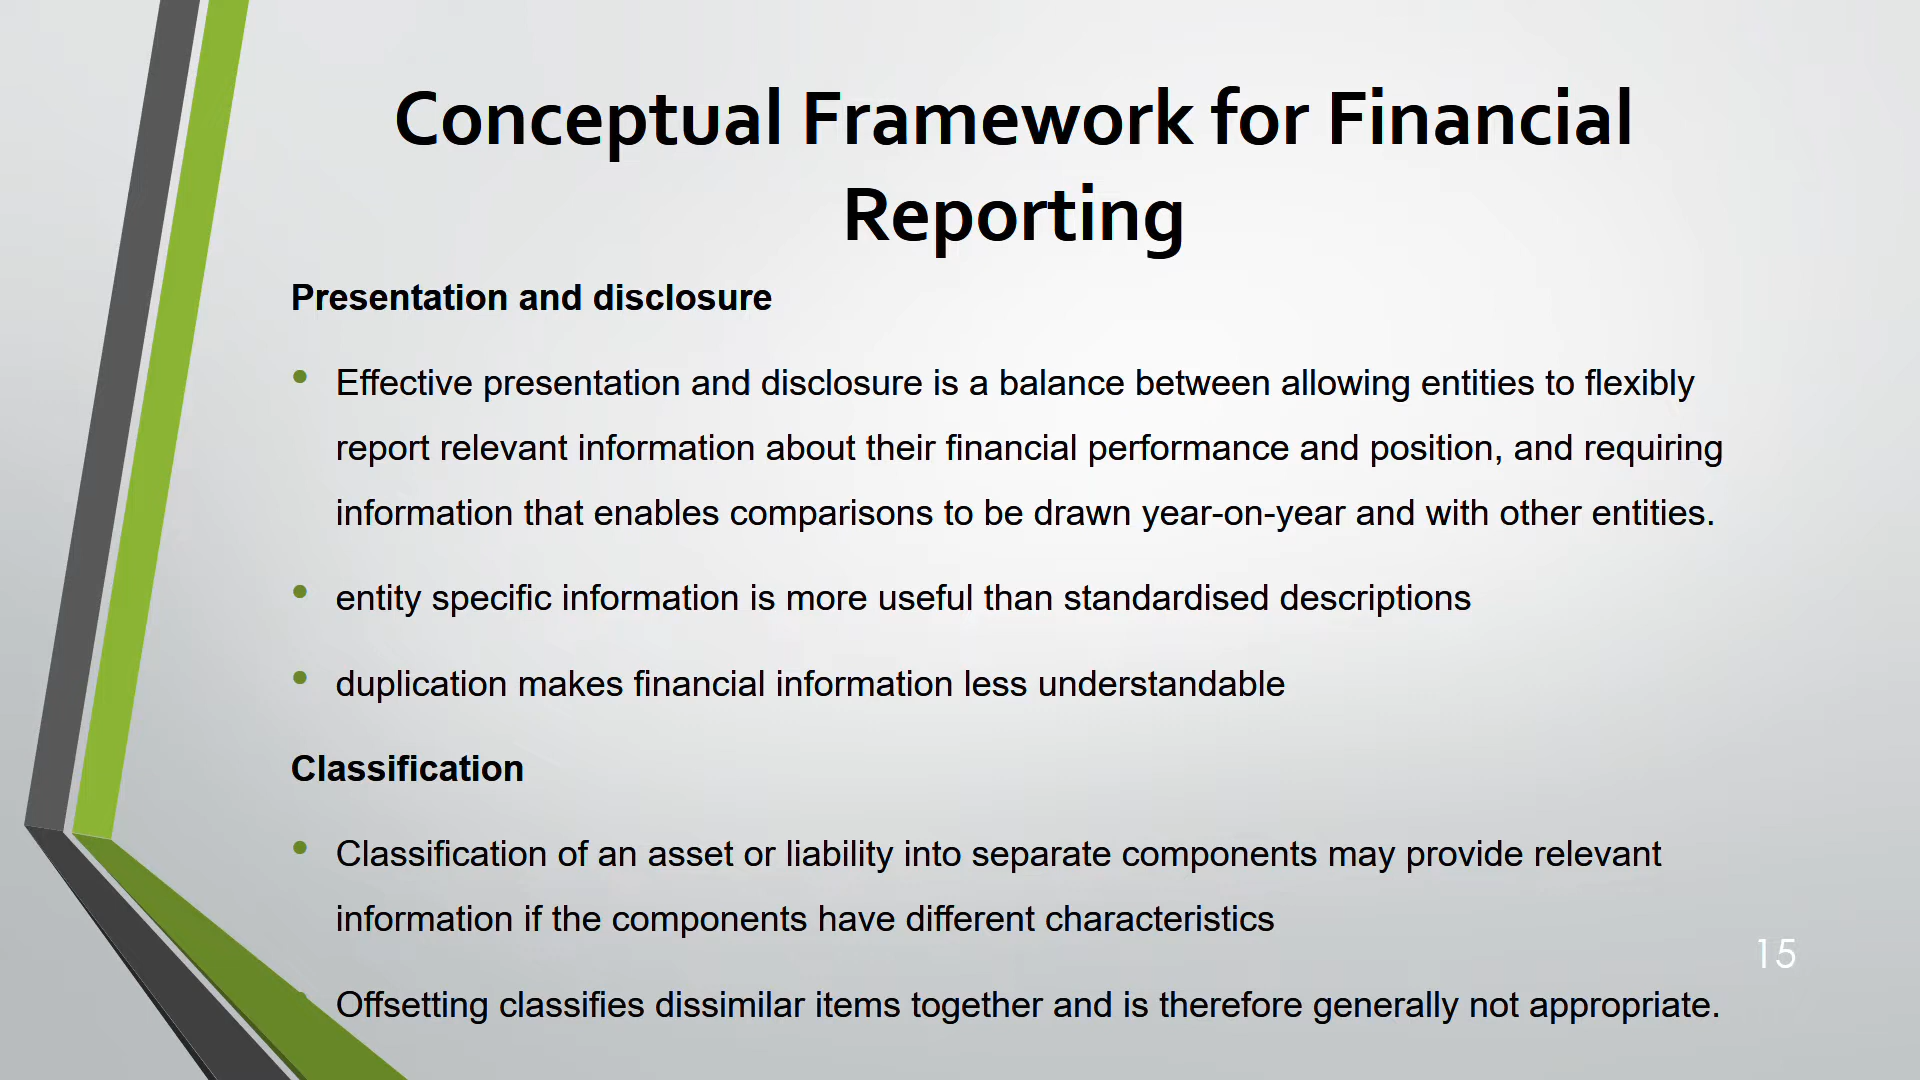 Conceptual Framework for Financial
Reporting
Presentation and disclosure
• Effective presentation and disclosure is a balance between allowing entities to flexibly
report relevant information about their financial performance and position, and requiring
information that enables comparisons to be drawn year-on-year and with other entities.
• entity specific information is more useful than standardised descriptions
• duplication makes financial information less understandable
Classification
• Classification of an asset or liability into separate components may provide relevant
information if the components have different characteristics
• Offsetting classifies dissimilar items together and is therefore generally not appropriate.
15